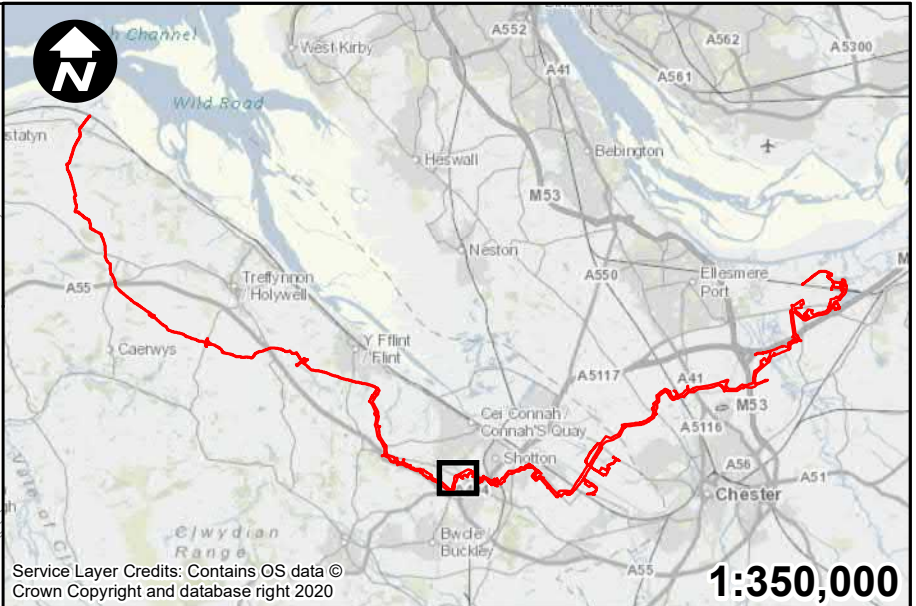 A552
A562
A5300
West Kirby
A41
A561
N
Wild Road
statyn
Heswall
Bebington
M53
Neston
A550
Ellesmere
Port
Treffynnon
/Holywell
A55
Caerwys
Y Fflint
/Flint
A5117
A41
M53
Cei Connah/
Connah'S Quay
A5116
Shotton
A56
A51
Chester
Clwydian
Range
Bwcle/
Buckley
A55
Service Layer Credits: Contains OS data ©
Crown Copyright and database right 2020
1:350,000